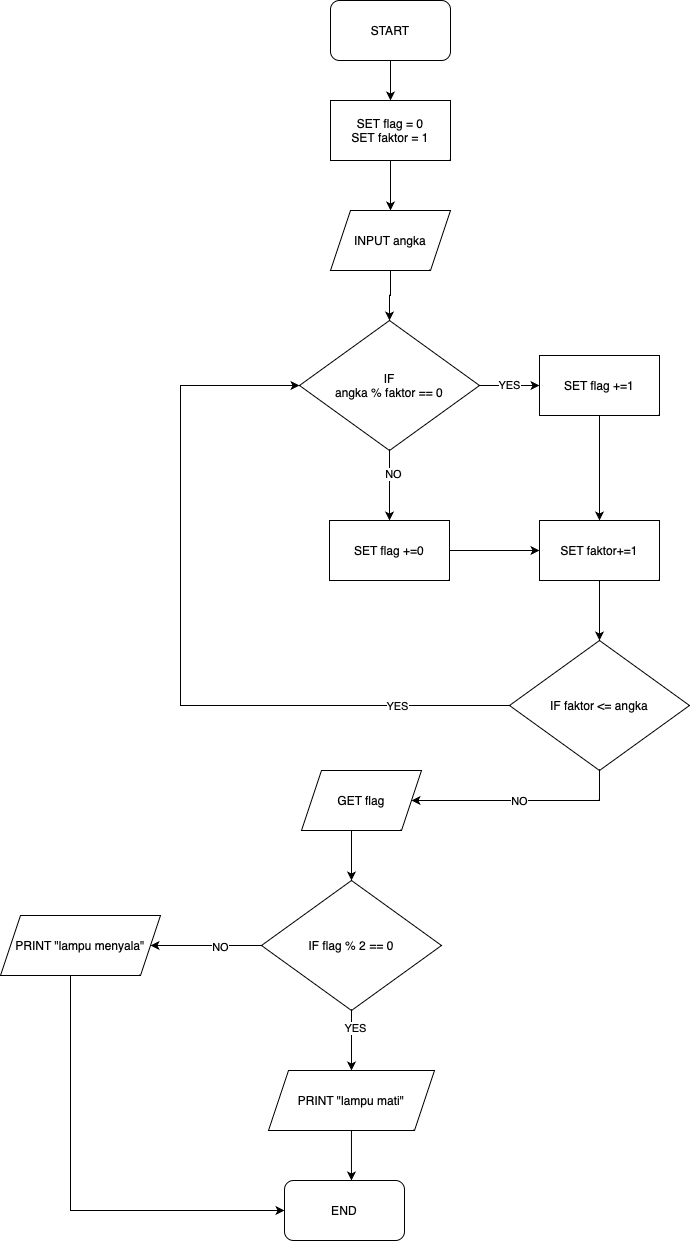 START
SET flag = 0
SET faktor = 1
INPUT angka
IF
angka % faktor == 0
YES
SET flag +=1
NO
SET flag +=0
SET faktor+=1
IF faktor <= angka
YES
NO
GET flag
IF flag % 2 == 0
NO
PRINT "lampu menyala"
YES
PRINT "lampu mati"
END